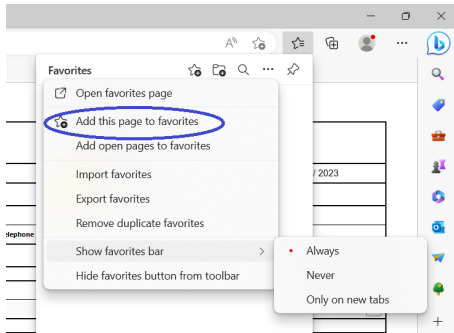 Favorites
Open favorites page
Add this page to favorites
Add open pages to favorites
/ 2023
Import favorites
Export favorites
Remove duplicate favorites
elephone
Show favorites bar
Always
Hide favorites button from toolbar
Never
Only on new tabs